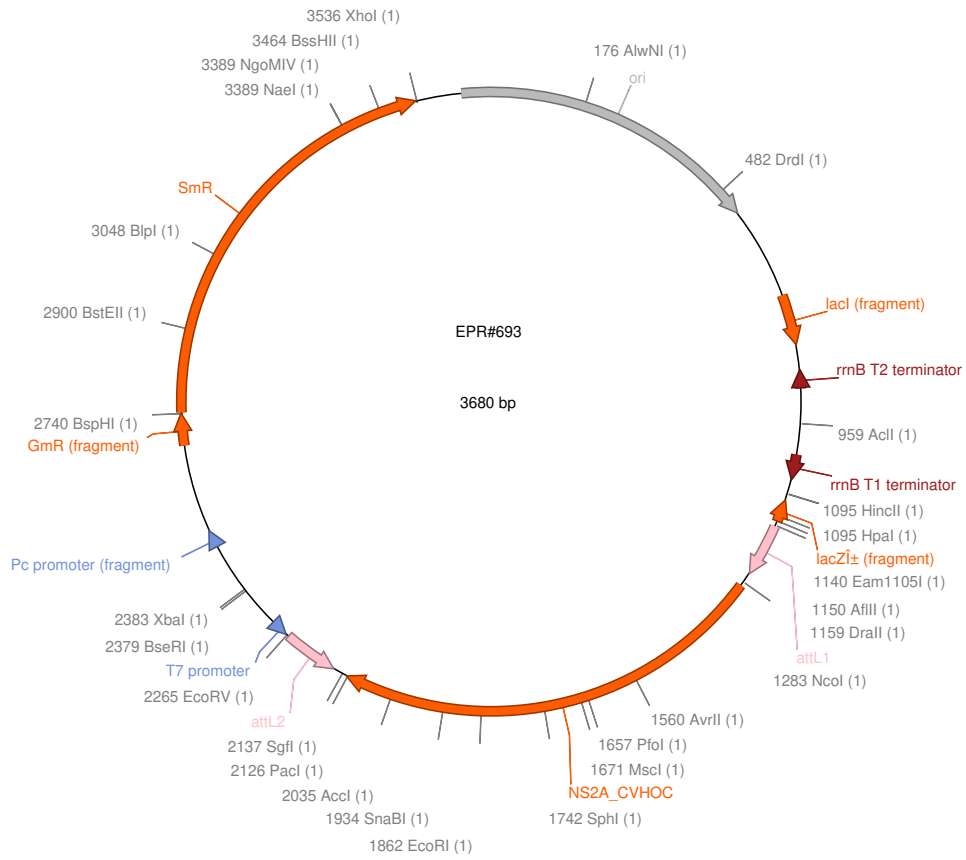 3536 XhoI (1)
3464 BssHII (1)
3389 NgoMIV (1)
3389 NaeI (1)
176 AlwNI (1)
ori
482 DrdI (1)
SmR
3048 BlpI (1)
2900 BstEII (1)
lacI (fragment)
EPR#693
rrnB T2 terminator
3680 bp
2740 BspHI (1)
GmR (fragment)
959 AclI (1)
rrnB T1 terminator
1095 HincII (1)
1095 HpaI (1)
lacZÎ± (fragment)
Pc promoter (fragment)
1140 Eam1105I (1)
1150 AflII (1)
1159 DraII (1)
2383 XbaI (1)
2379 BseRI (1)
attL1
T7 promoter
1283 NcoI (1)
2265 EcoRV (1)
attL2
1560 AvrII (1)
2137 SgfI (1)
1657 PfoI (1)
2126 PacI (1)
1671 MscI (1)
2035 AccI (1)
NS2A_CVHOC
1934 SnaBI (1)
1742 SphI (1)
1862 EcoRI (1)